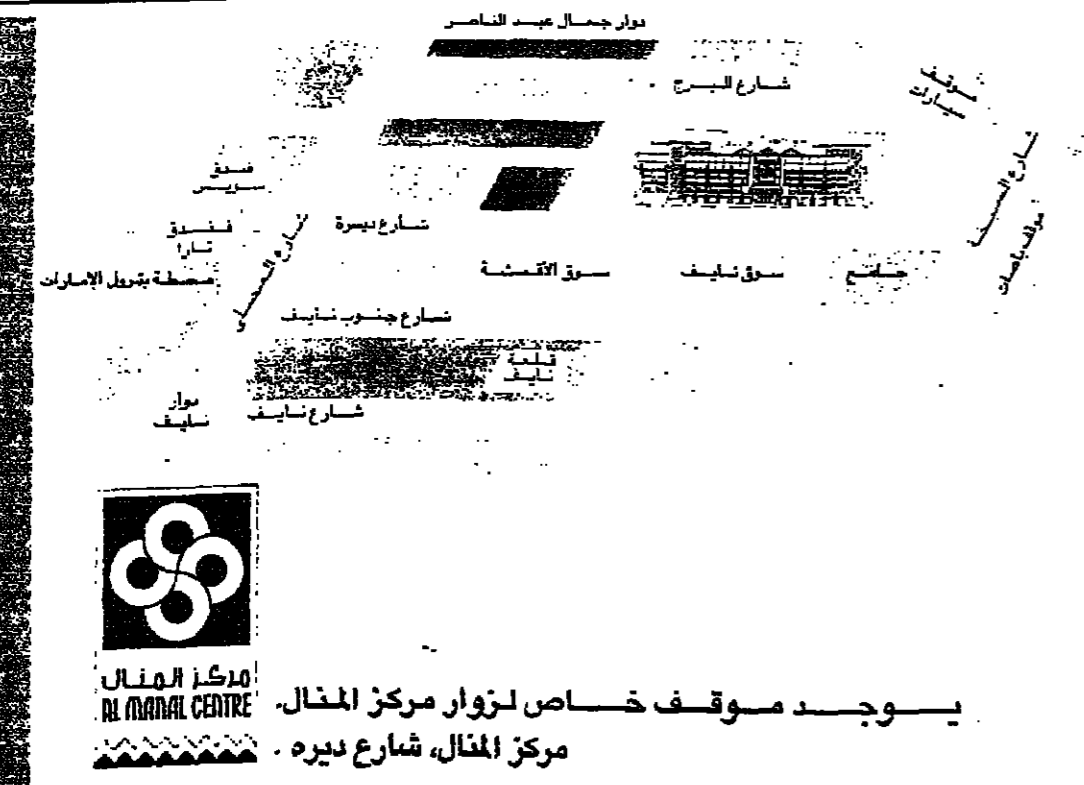 دوار جمال عبد الناصر
شارع البرج
موقف
سيارات
فندق
سويس
شارع ديرة
فندق
تارا
محطة بترول الإمارات
سوق الأقمشة
سوق نايف
جامع
موقف باصات
شارع جنوب نايف
قلعة
نايف
دوار
نايف
شارع نايف
مركز المنال
AL MANAL CENTRE
يوجد موقف خاص لزوار مركز المنال.
مركز المنال، شارع ديره .